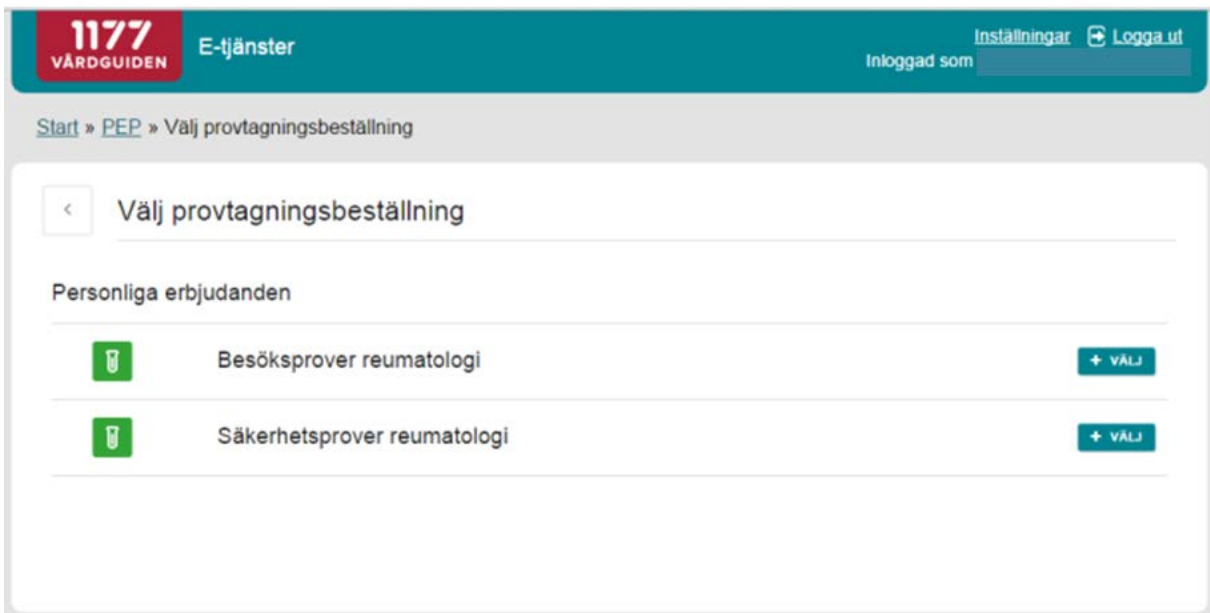 1177
VÅRDGUIDEN
E-tjänster
Inställningar Logga ut
Inloggad som
Start » PEP » Välj provtagningsbeställning
< Välj provtagningsbeställning
Personliga erbjudanden
Besöksprover reumatologi + VÄLJ
Säkerhetsprover reumatologi + VÄLJ